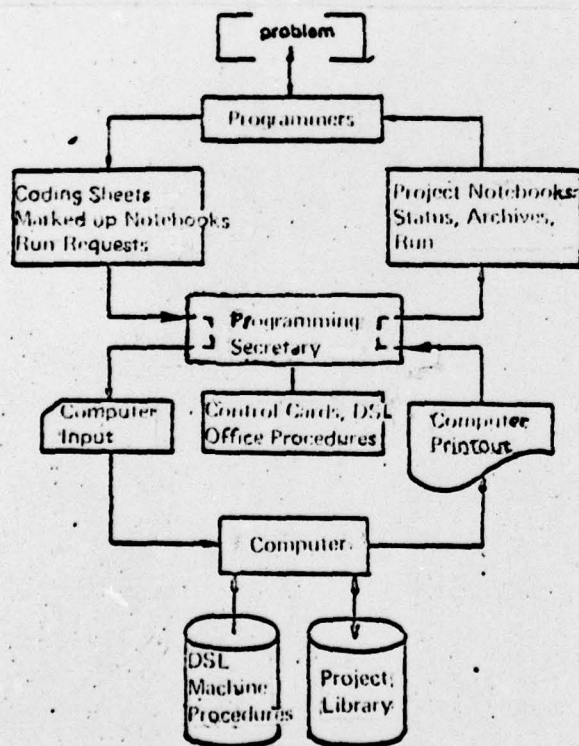 problem
Programmers
Coding Sheets
Marked up Notebooks
Run Requests
Project Notebooks:
Status, Archives,
Run
Programming
Secretary
Computer
Input
Control Cards, DSL
Office Procedures
Computer
Printout
Computer
DSL
Machine
Procedures
Project
Library